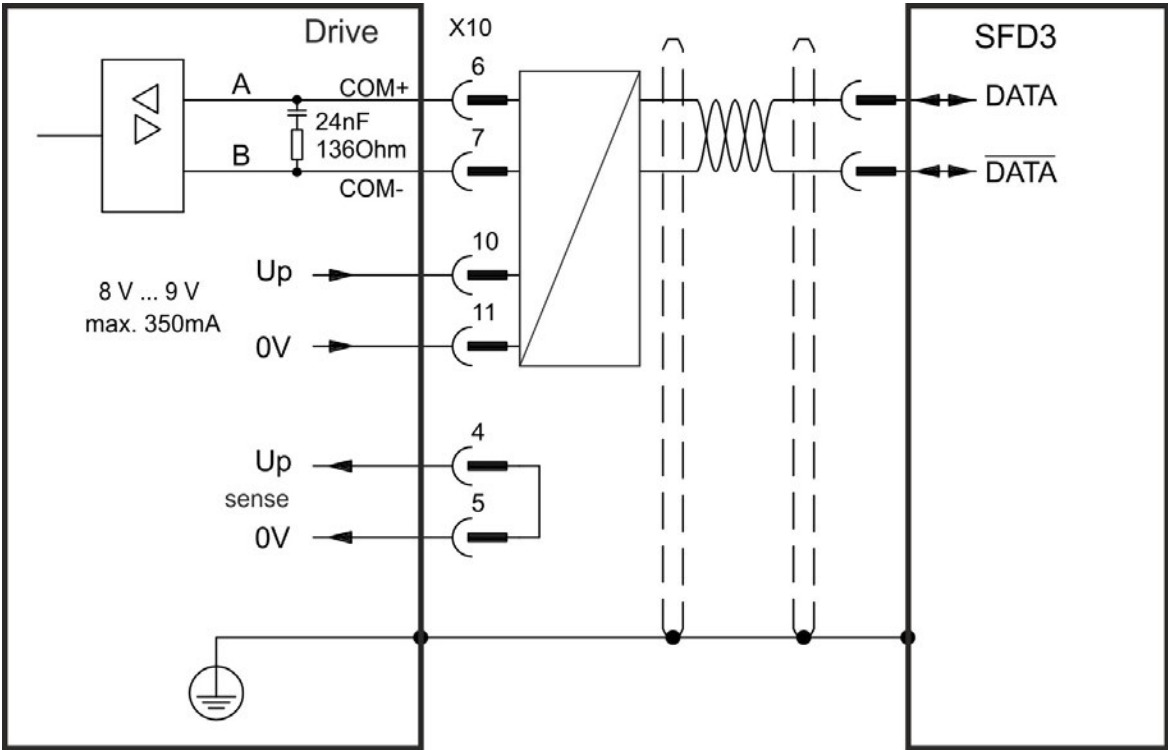 Drive
X10
SFD3
6
A
COM+
DATA
24nF
136Ohm
7
B
COM-
D̅A̅T̅A̅
10
Up
8 V ... 9 V
max. 350mA
11
0V
4
Up
sense
5
0V